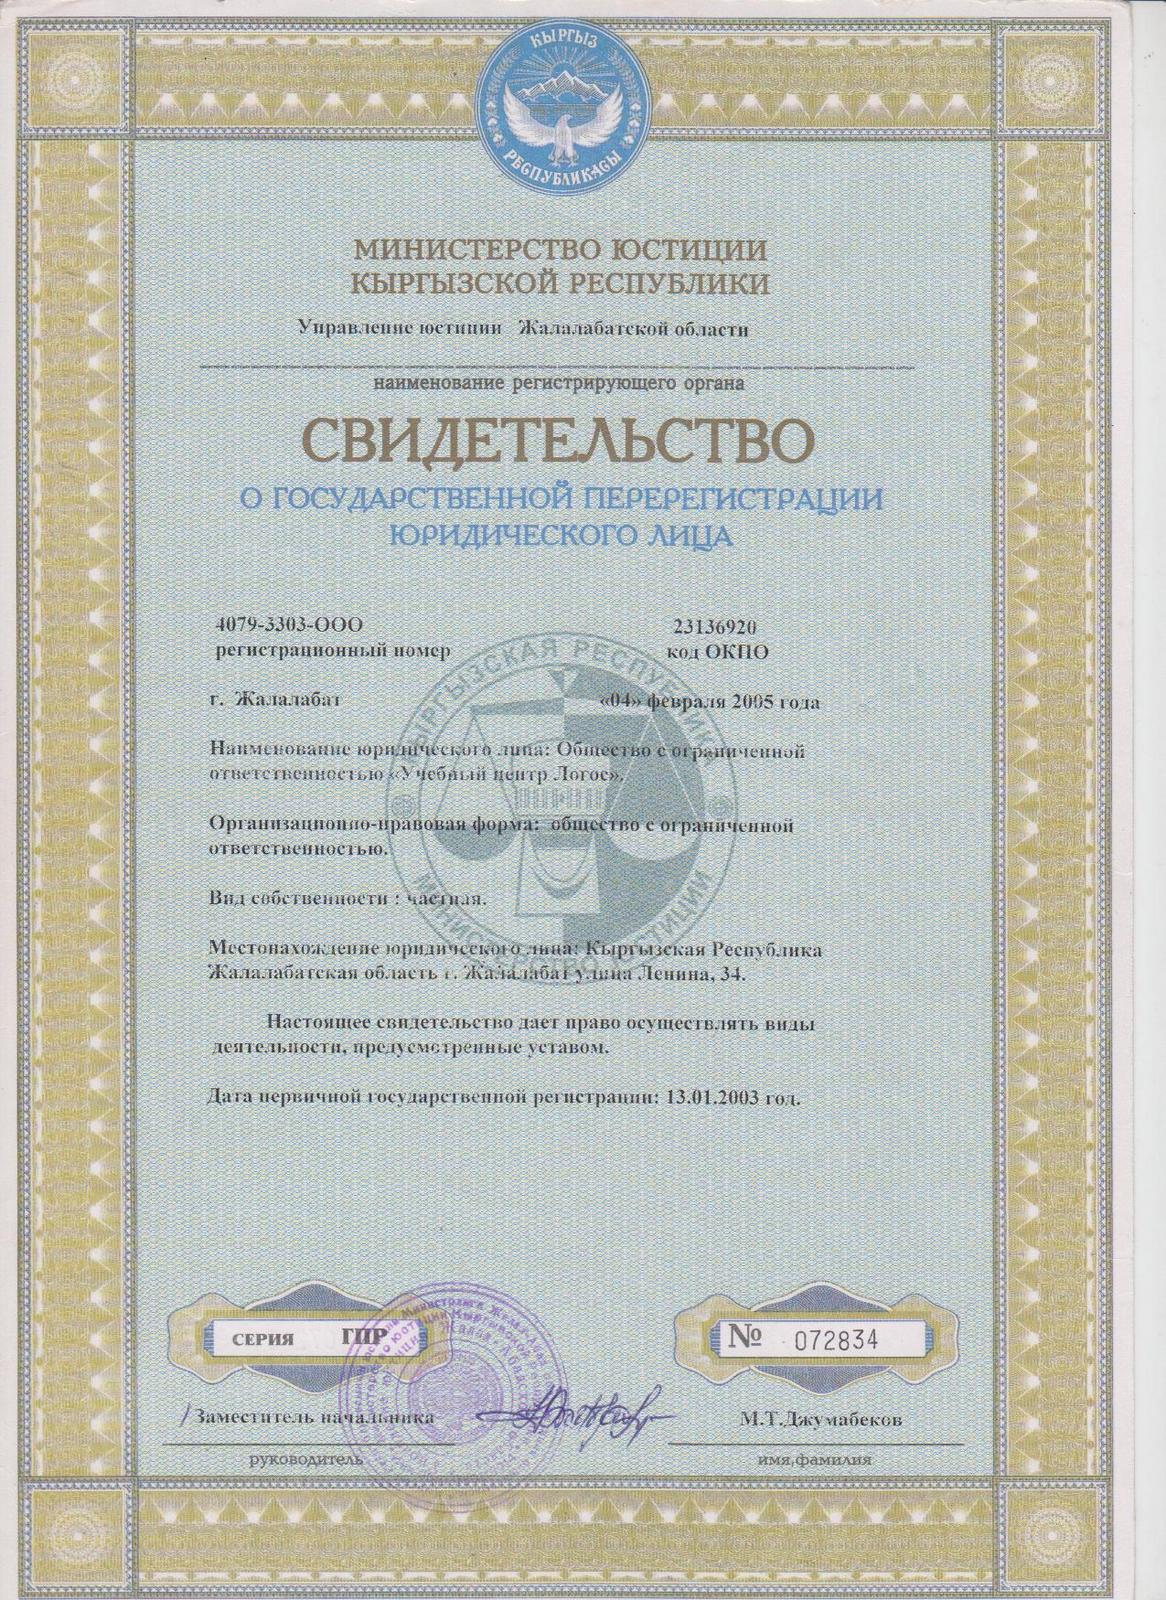 КЫРГЫЗ
РЕСПУБЛИКАСЫ
МИНИСТЕРСТВО ЮСТИЦИИ
КЫРГЫЗСКОЙ РЕСПУБЛИКИ
Управление юстиции Жалалабатской области
наименование регистрирующего органа
СВИДЕТЕЛЬСТВО
О ГОСУДАРСТВЕННОЙ ПЕРЕРЕГИСТРАЦИИ
ЮРИДИЧЕСКОГО ЛИЦА
4079-3303-ООО 23136920
регистрационный номер код ОКПО
КЫРГЫЗСКАЯ РЕСПУБЛИКА
г. Жалалабат «04» февраля 2005 года
Наименование юридического лица: Общество с ограниченной
ответственностью «Учебный центр Логос».
Организационно-правовая форма: общество с ограниченной
ответственностью.
Вид собственности : частная.
МИНИСТЕРСТВО ЮСТИЦИИ
Местонахождение юридического лица: Кыргызская Республика
Жалалабатская область г. Жалалабат улица Ленина, 34.
Настоящее свидетельство дает право осуществлять виды
деятельности, предусмотренные уставом.
Дата первичной государственной регистрации: 13.01.2003 год.
СЕРИЯ ГПР № 072834
Заместитель начальника М.Т.Джумабеков
руководитель имя,фамилия